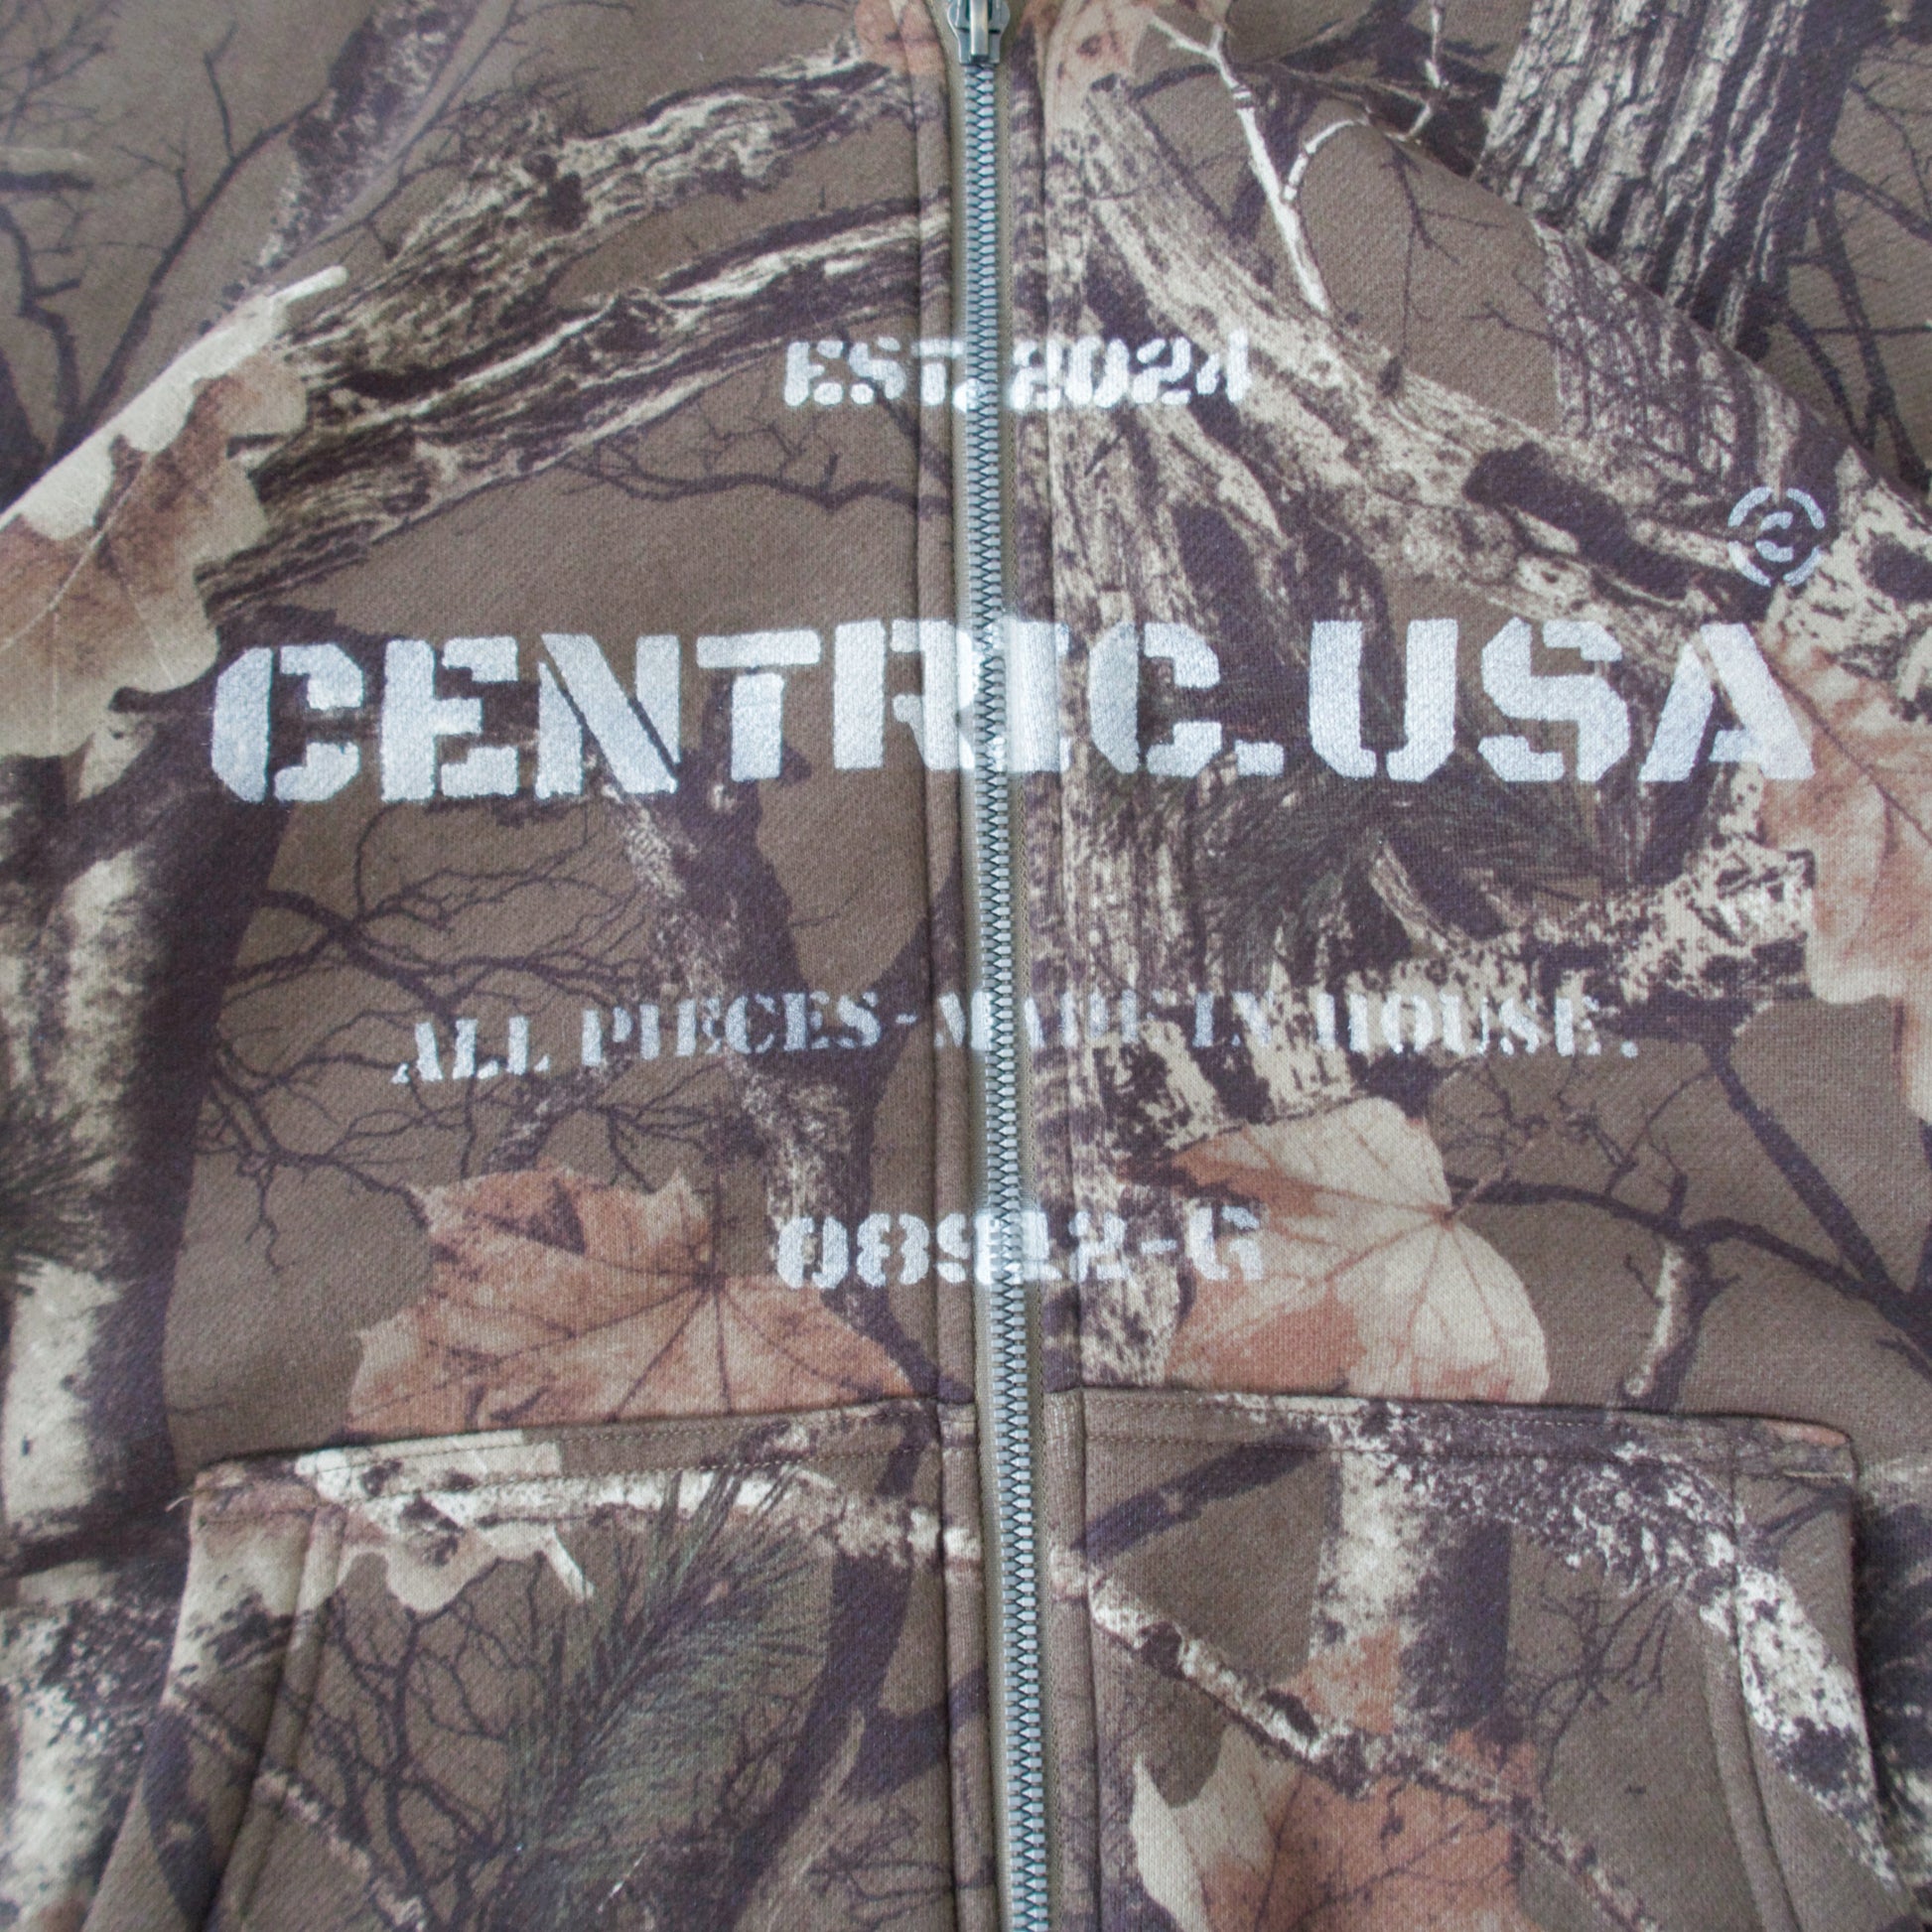 EST. 2024
©
CENTRIC.USA
ALL PIECES - MADE IN HOUSE.
08912-G